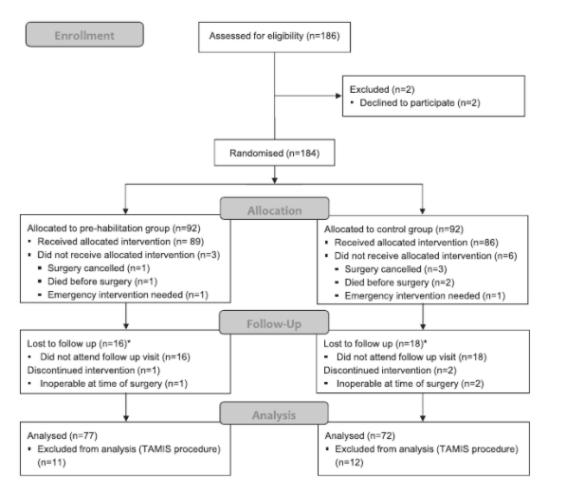 Enrollment
Assessed for eligibility (n=186)
Excluded (n=2)
• Declined to participate (n=2)
Randomised (n=184)
Allocation
Allocated to pre-habilitation group (n=92)
• Received allocated intervention (n= 89)
• Did not receive allocated intervention (n=3)
▪ Surgery cancelled (n=1)
▪ Died before surgery (n=1)
▪ Emergency intervention needed (n=1)
Allocated to control group (n=92)
• Received allocated intervention (n=86)
• Did not receive allocated intervention (n=6)
▪ Surgery cancelled (n=3)
▪ Died before surgery (n=2)
▪ Emergency intervention needed (n=1)
Follow-Up
Lost to follow up (n=16)*
• Did not attend follow up visit (n=16)
Discontinued intervention (n=1)
• Inoperable at time of surgery (n=1)
Lost to follow up (n=18)*
• Did not attend follow up visit (n=18)
Discontinued intervention (n=2)
• Inoperable at time of surgery (n=2)
Analysis
Analysed (n=77)
• Excluded from analysis (TAMIS procedure)
(n=11)
Analysed (n=72)
• Excluded from analysis (TAMIS procedure)
(n=12)